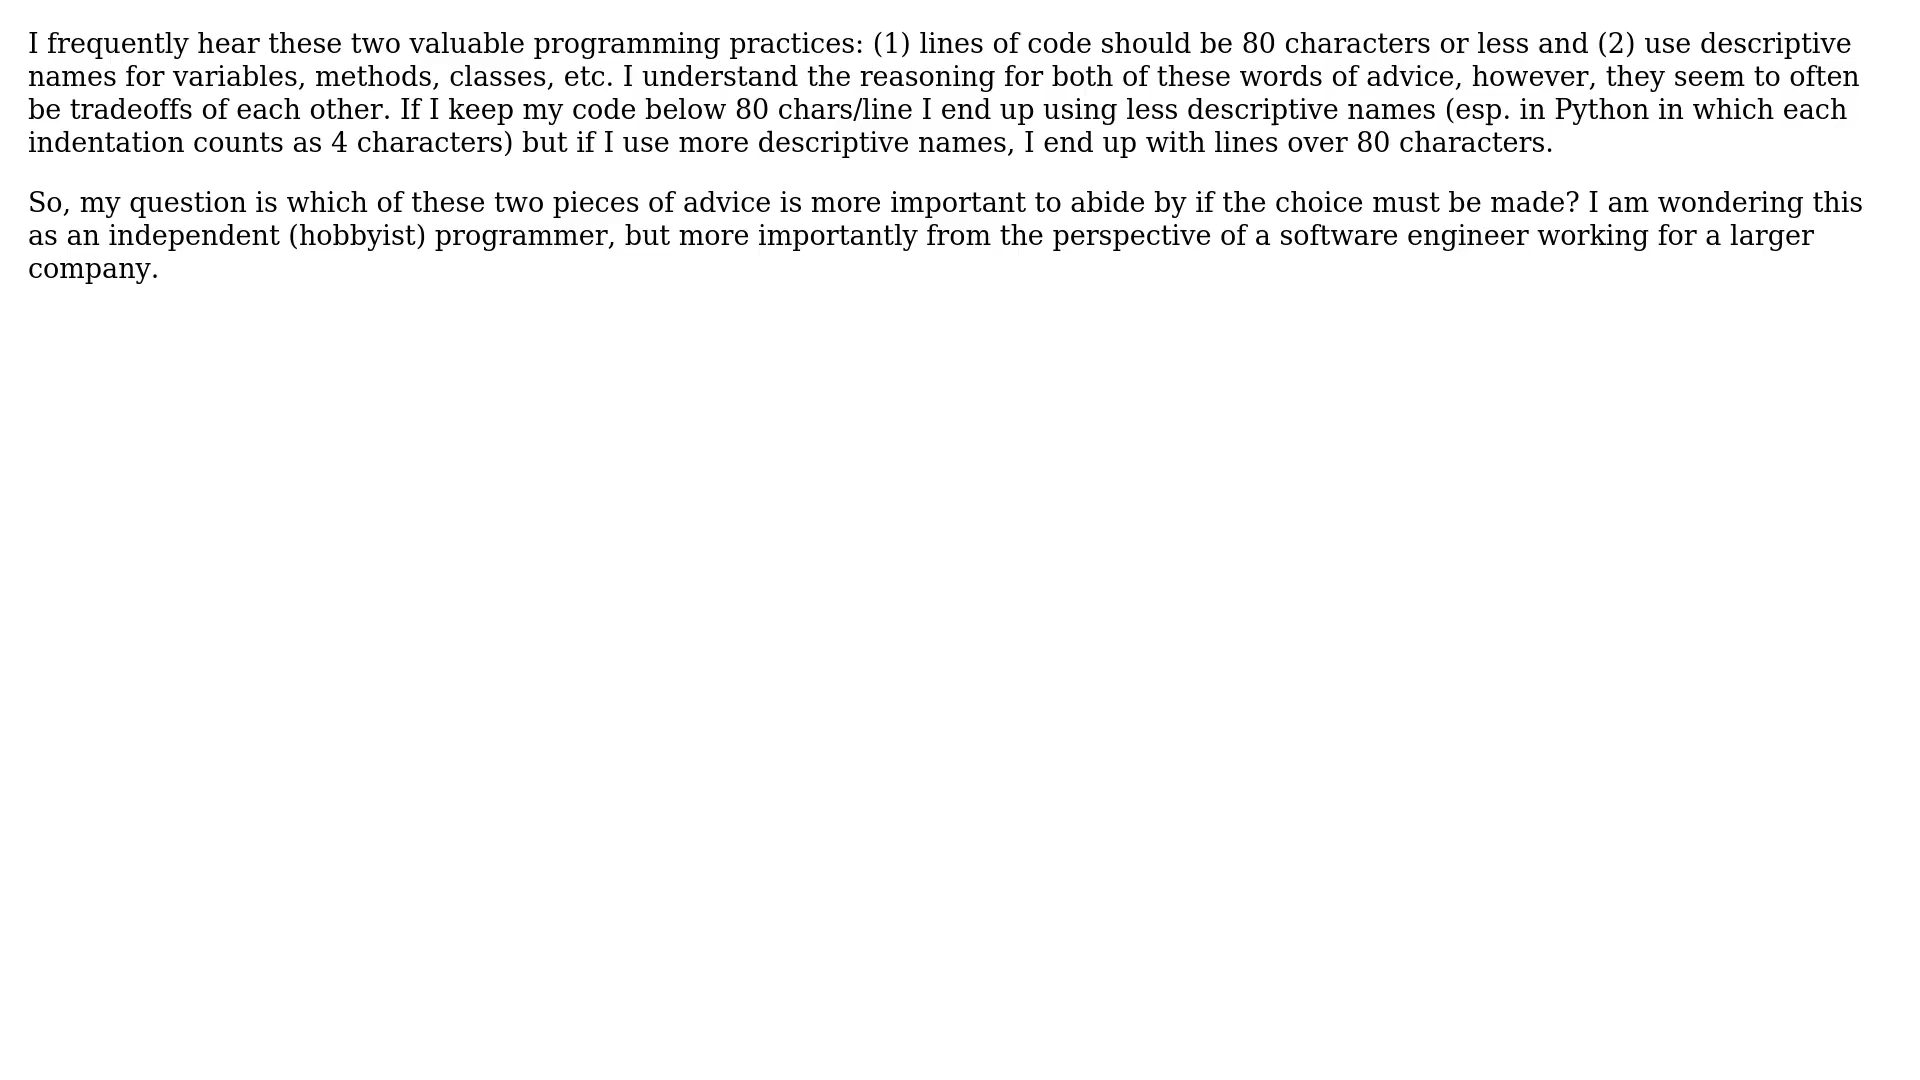 I frequently hear these two valuable programming practices: (1) lines of code should be 80 characters or less and (2) use descriptive
names for variables, methods, classes, etc. I understand the reasoning for both of these words of advice, however, they seem to often
be tradeoffs of each other. If I keep my code below 80 chars/line I end up using less descriptive names (esp. in Python in which each
indentation counts as 4 characters) but if I use more descriptive names, I end up with lines over 80 characters.
So, my question is which of these two pieces of advice is more important to abide by if the choice must be made? I am wondering this
as an independent (hobbyist) programmer, but more importantly from the perspective of a software engineer working for a larger
company.